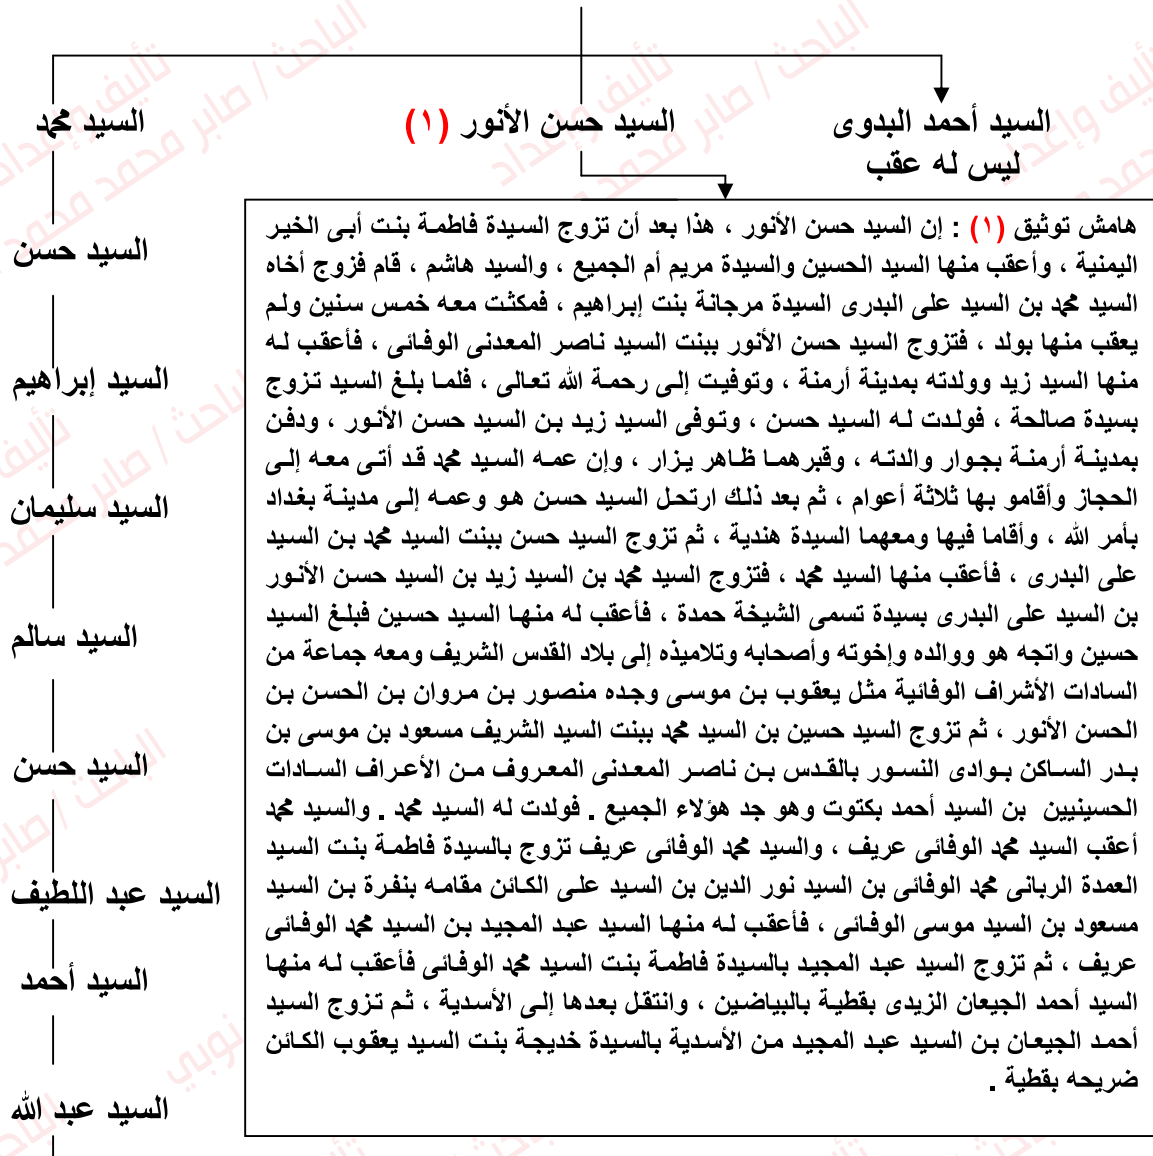 السيد أحمد البدوى
ليس له عقب
السيد حسن الأنور (١)
السيد محمد
السيد حسن
السيد إبراهيم
السيد سليمان
السيد سالم
السيد حسن
السيد عبد اللطيف
السيد أحمد
السيد عبد الله
هامش توثيق (١) : إن السيد حسن الأنور ، هذا بعد أن تزوج السيدة فاطمة بنت أبى الخير
اليمنية ، وأعقب منها السيد الحسين والسيدة مريم أم الجميع ، والسيد هاشم ، قام فزوج أخاه
السيد محمد بن السيد على البدرى السيدة مرجانة بنت إبراهيم ، فمكثت معه خمس سنين ولم
يعقب منها بولد ، فتزوج السيد حسن الأنور ببنت السيد ناصر المعدنى الوفائى ، فأعقب له
منها السيد زيد وولدته بمدينة أرمنة ، وتوفيت إلى رحمة الله تعالى ، فلما بلغ السيد تزوج
بسيدة صالحة ، فولدت له السيد حسن ، وتوفى السيد زيد بن السيد حسن الأنور ، ودفن
بمدينة أرمنة بجوار والدته ، وقبرهما ظاهر يزار ، وإن عمه السيد محمد قد أتى معه إلى
الحجاز وأقامو بها ثلاثة أعوام ، ثم بعد ذلك ارتحل السيد حسن هو وعمه إلى مدينة بغداد
بأمر الله ، وأقاما فيها ومعهما السيدة هندية ، ثم تزوج السيد حسن ببنت السيد محمد بن السيد
على البدرى ، فأعقب منها السيد محمد ، فتزوج السيد محمد بن السيد زيد بن السيد حسن الأنور
بن السيد على البدرى بسيدة تسمى الشيخة حمدة ، فأعقب له منها السيد حسين فبلغ السيد
حسين واتجه هو ووالده وإخوته وأصحابه وتلاميذه إلى بلاد القدس الشريف ومعه جماعة من
السادات الأشراف الوفائية مثل يعقوب بن موسى وجده منصور بن مروان بن الحسن بن
الحسن الأنور ، ثم تزوج السيد حسين بن السيد محمد ببنت السيد الشريف مسعود بن موسى بن
بدر الساكن بوادى النسور بالقدس بن ناصر المعدنى المعروف من الأعراف السادات
الحسينيين بن السيد أحمد بكتوت وهو جد هؤلاء الجميع . فولدت له السيد محمد . والسيد محمد
أعقب السيد محمد الوفائى عريف ، والسيد محمد الوفائى عريف تزوج بالسيدة فاطمة بنت السيد
العمدة الربانى محمد الوفائى بن السيد نور الدين بن السيد على الكائن مقامه بنفرة بن السيد
مسعود بن السيد موسى الوفائى ، فأعقب له منها السيد عبد المجيد بن السيد محمد الوفائى
عريف ، ثم تزوج السيد عبد المجيد بالسيدة فاطمة بنت السيد محمد الوفائى فأعقب له منها
السيد أحمد الجيعان الزيدى بقطية بالبياضين ، وانتقل بعدها إلى الأسدية ، ثم تزوج السيد
أحمد الجيعان بن السيد عبد المجيد من الأسدية بالسيدة خديجة بنت السيد يعقوب الكائن
ضريحه بقطية .